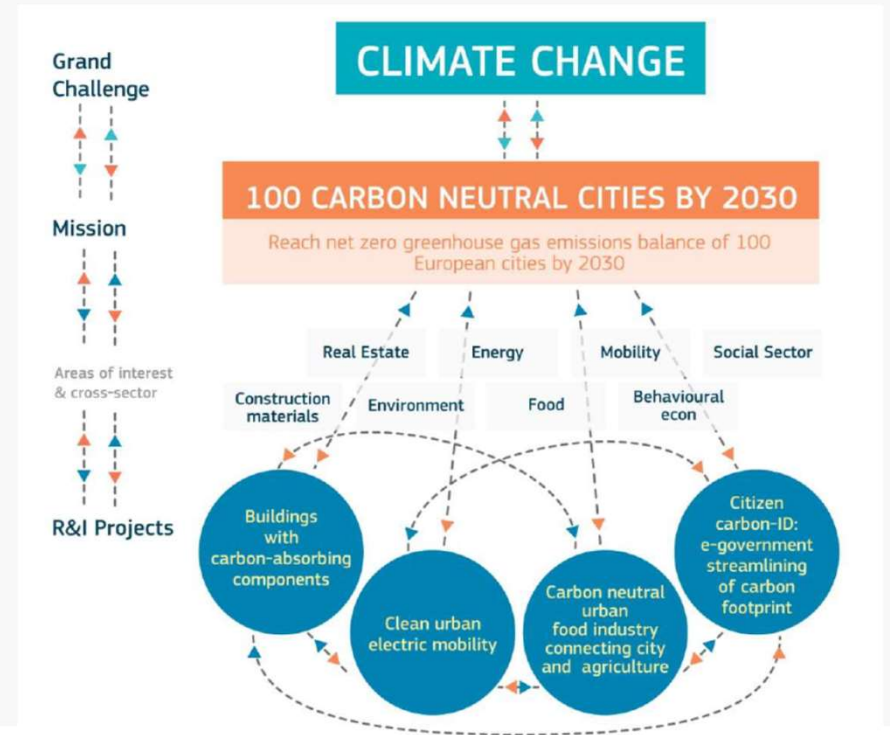 Grand
Challenge
CLIMATE CHANGE
Mission
100 CARBON NEUTRAL CITIES BY 2030
Reach net zero greenhouse gas emissions balance of 100
European cities by 2030
Areas of interest
& cross-sector
Real Estate
Energy
Mobility
Social Sector
Construction
materials
Environment
Food
Behavioural
econ
R&I Projects
Buildings
with
carbon-absorbing
components
Clean urban
electric mobility
Carbon neutral
urban
food industry
connecting city
and agriculture
Citizen
carbon-ID:
e-government
streamlining
of carbon
footprint